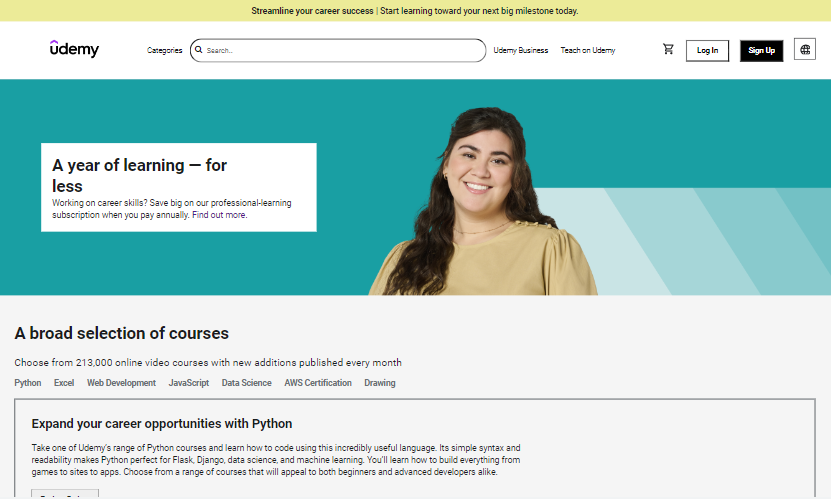 Streamline your career success | Start learning toward your next big milestone today.
udemy
Categories
Search..
Udemy Business
Teach on Udemy
Log In
Sign Up
A year of learning — for
less
Working on career skills? Save big on our professional-learning
subscription when you pay annually. Find out more.
A broad selection of courses
Choose from 213,000 online video courses with new additions published every month
Python Excel Web Development JavaScript Data Science AWS Certification Drawing
Expand your career opportunities with Python
Take one of Udemy's range of Python courses and learn how to code using this incredibly useful language. Its simple syntax and
readability makes Python perfect for Flask, Django, data science, and machine learning. You'll learn how to build everything from
games to sites to apps. Choose from a range of courses that will appeal to both beginners and advanced developers alike.